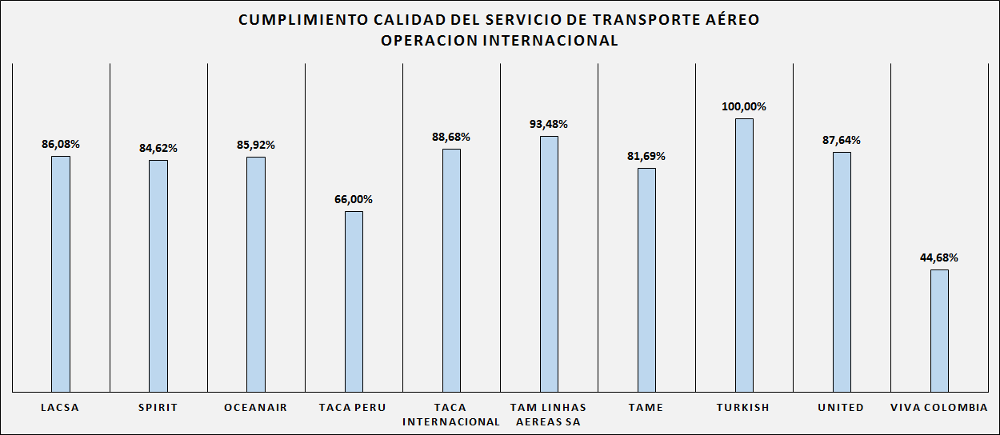 CUMPLIMIENTO CALIDAD DEL SERVICIO DE TRANSPORTE AÉREO
OPERACION INTERNACIONAL
86,08%
84,62%
85,92%
66,00%
88,68%
93,48%
81,69%
100,00%
87,64%
44,68%
LACSA
SPIRIT
OCEANAIR
TACA PERU
TACA
INTERNACIONAL
TAM LINHAS
AEREAS SA
TAME
TURKISH
UNITED
VIVA COLOMBIA